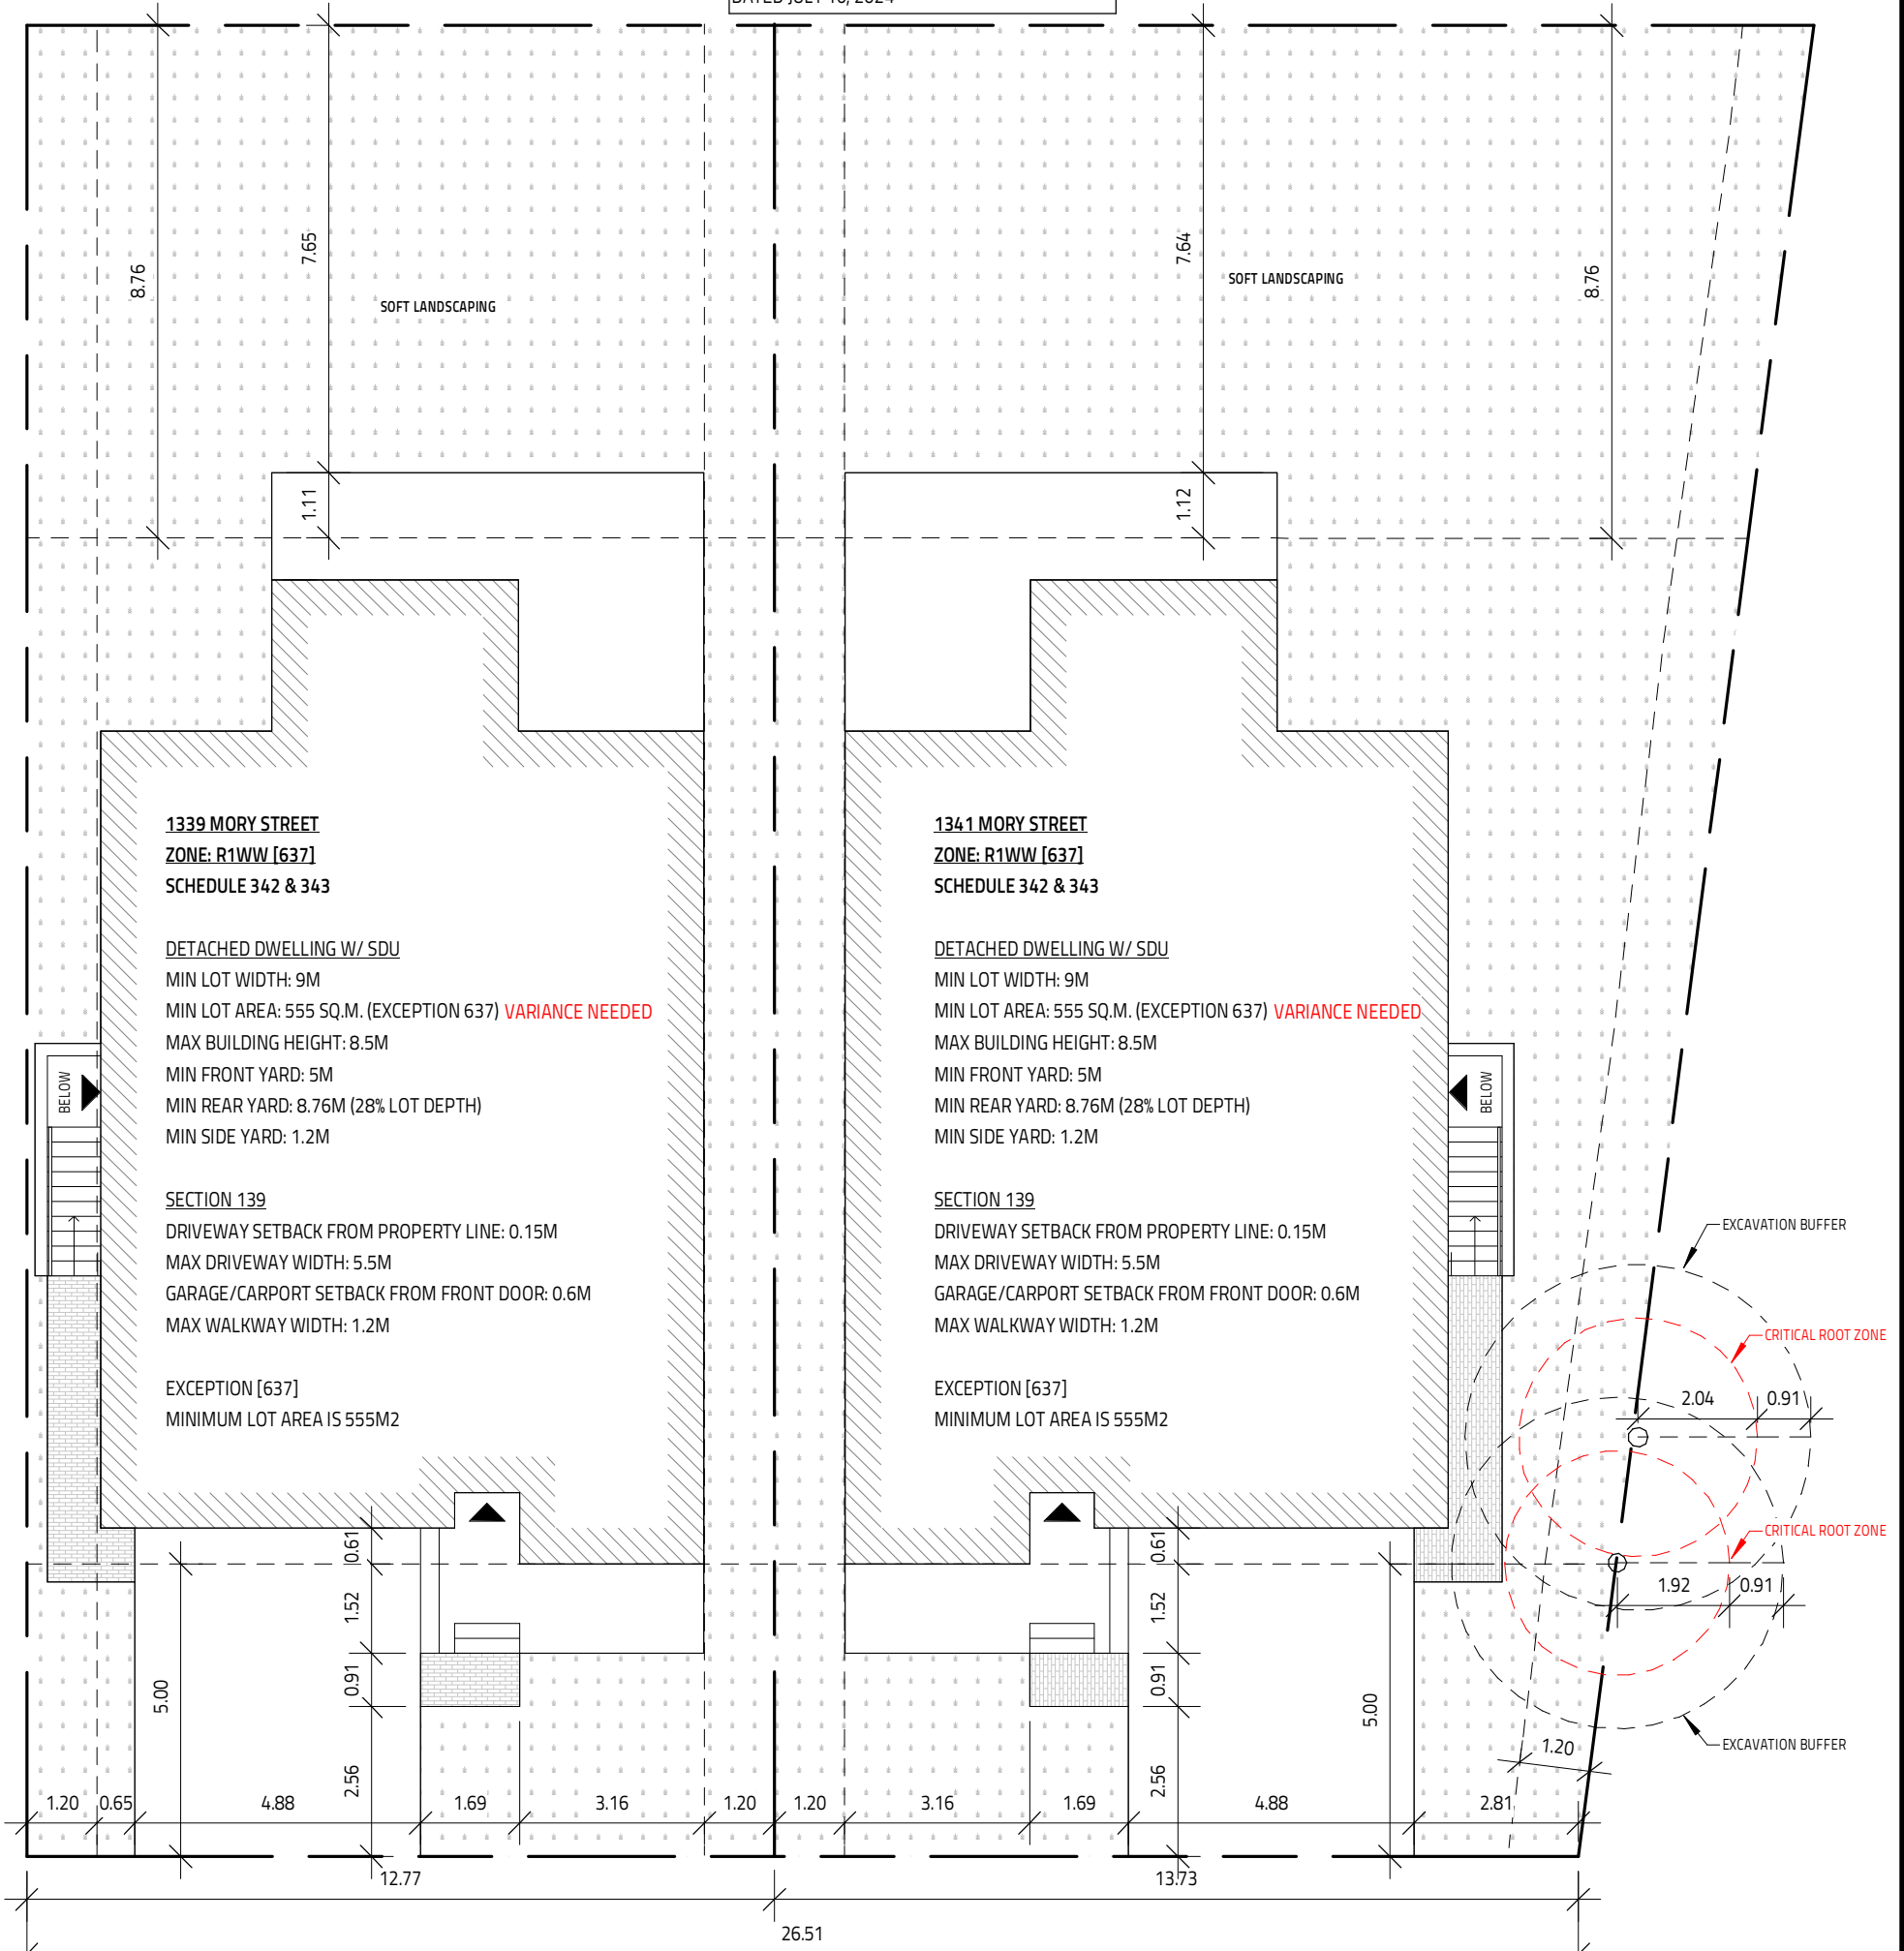 8.76
7.65
7.64
8.76
SOFT LANDSCAPING
SOFT LANDSCAPING
1.11
1.12
1339 MORY STREET
ZONE: R1WW [637]
SCHEDULE 342 & 343
DETACHED DWELLING W/ SDU
MIN LOT WIDTH: 9M
MIN LOT AREA: 555 SQ.M. (EXCEPTION 637) VARIANCE NEEDED
MAX BUILDING HEIGHT: 8.5M
MIN FRONT YARD: 5M
MIN REAR YARD: 8.76M (28% LOT DEPTH)
MIN SIDE YARD: 1.2M
SECTION 139
DRIVEWAY SETBACK FROM PROPERTY LINE: 0.15M
MAX DRIVEWAY WIDTH: 5.5M
GARAGE/CARPORT SETBACK FROM FRONT DOOR: 0.6M
MAX WALKWAY WIDTH: 1.2M
EXCEPTION [637]
MINIMUM LOT AREA IS 555M2
1341 MORY STREET
ZONE: R1WW [637]
SCHEDULE 342 & 343
DETACHED DWELLING W/ SDU
MIN LOT WIDTH: 9M
MIN LOT AREA: 555 SQ.M. (EXCEPTION 637) VARIANCE NEEDED
MAX BUILDING HEIGHT: 8.5M
MIN FRONT YARD: 5M
MIN REAR YARD: 8.76M (28% LOT DEPTH)
MIN SIDE YARD: 1.2M
SECTION 139
DRIVEWAY SETBACK FROM PROPERTY LINE: 0.15M
MAX DRIVEWAY WIDTH: 5.5M
GARAGE/CARPORT SETBACK FROM FRONT DOOR: 0.6M
MAX WALKWAY WIDTH: 1.2M
EXCEPTION [637]
MINIMUM LOT AREA IS 555M2
BELOW
BELOW
EXCAVATION BUFFER
CRITICAL ROOT ZONE
2.04
0.91
CRITICAL ROOT ZONE
1.92
0.91
EXCAVATION BUFFER
1.20
0.61
1.52
0.91
2.56
5.00
0.61
1.52
0.91
2.56
5.00
1.20
0.65
4.88
1.69
3.16
1.20
1.20
3.16
1.69
4.88
2.81
12.77
13.73
26.51